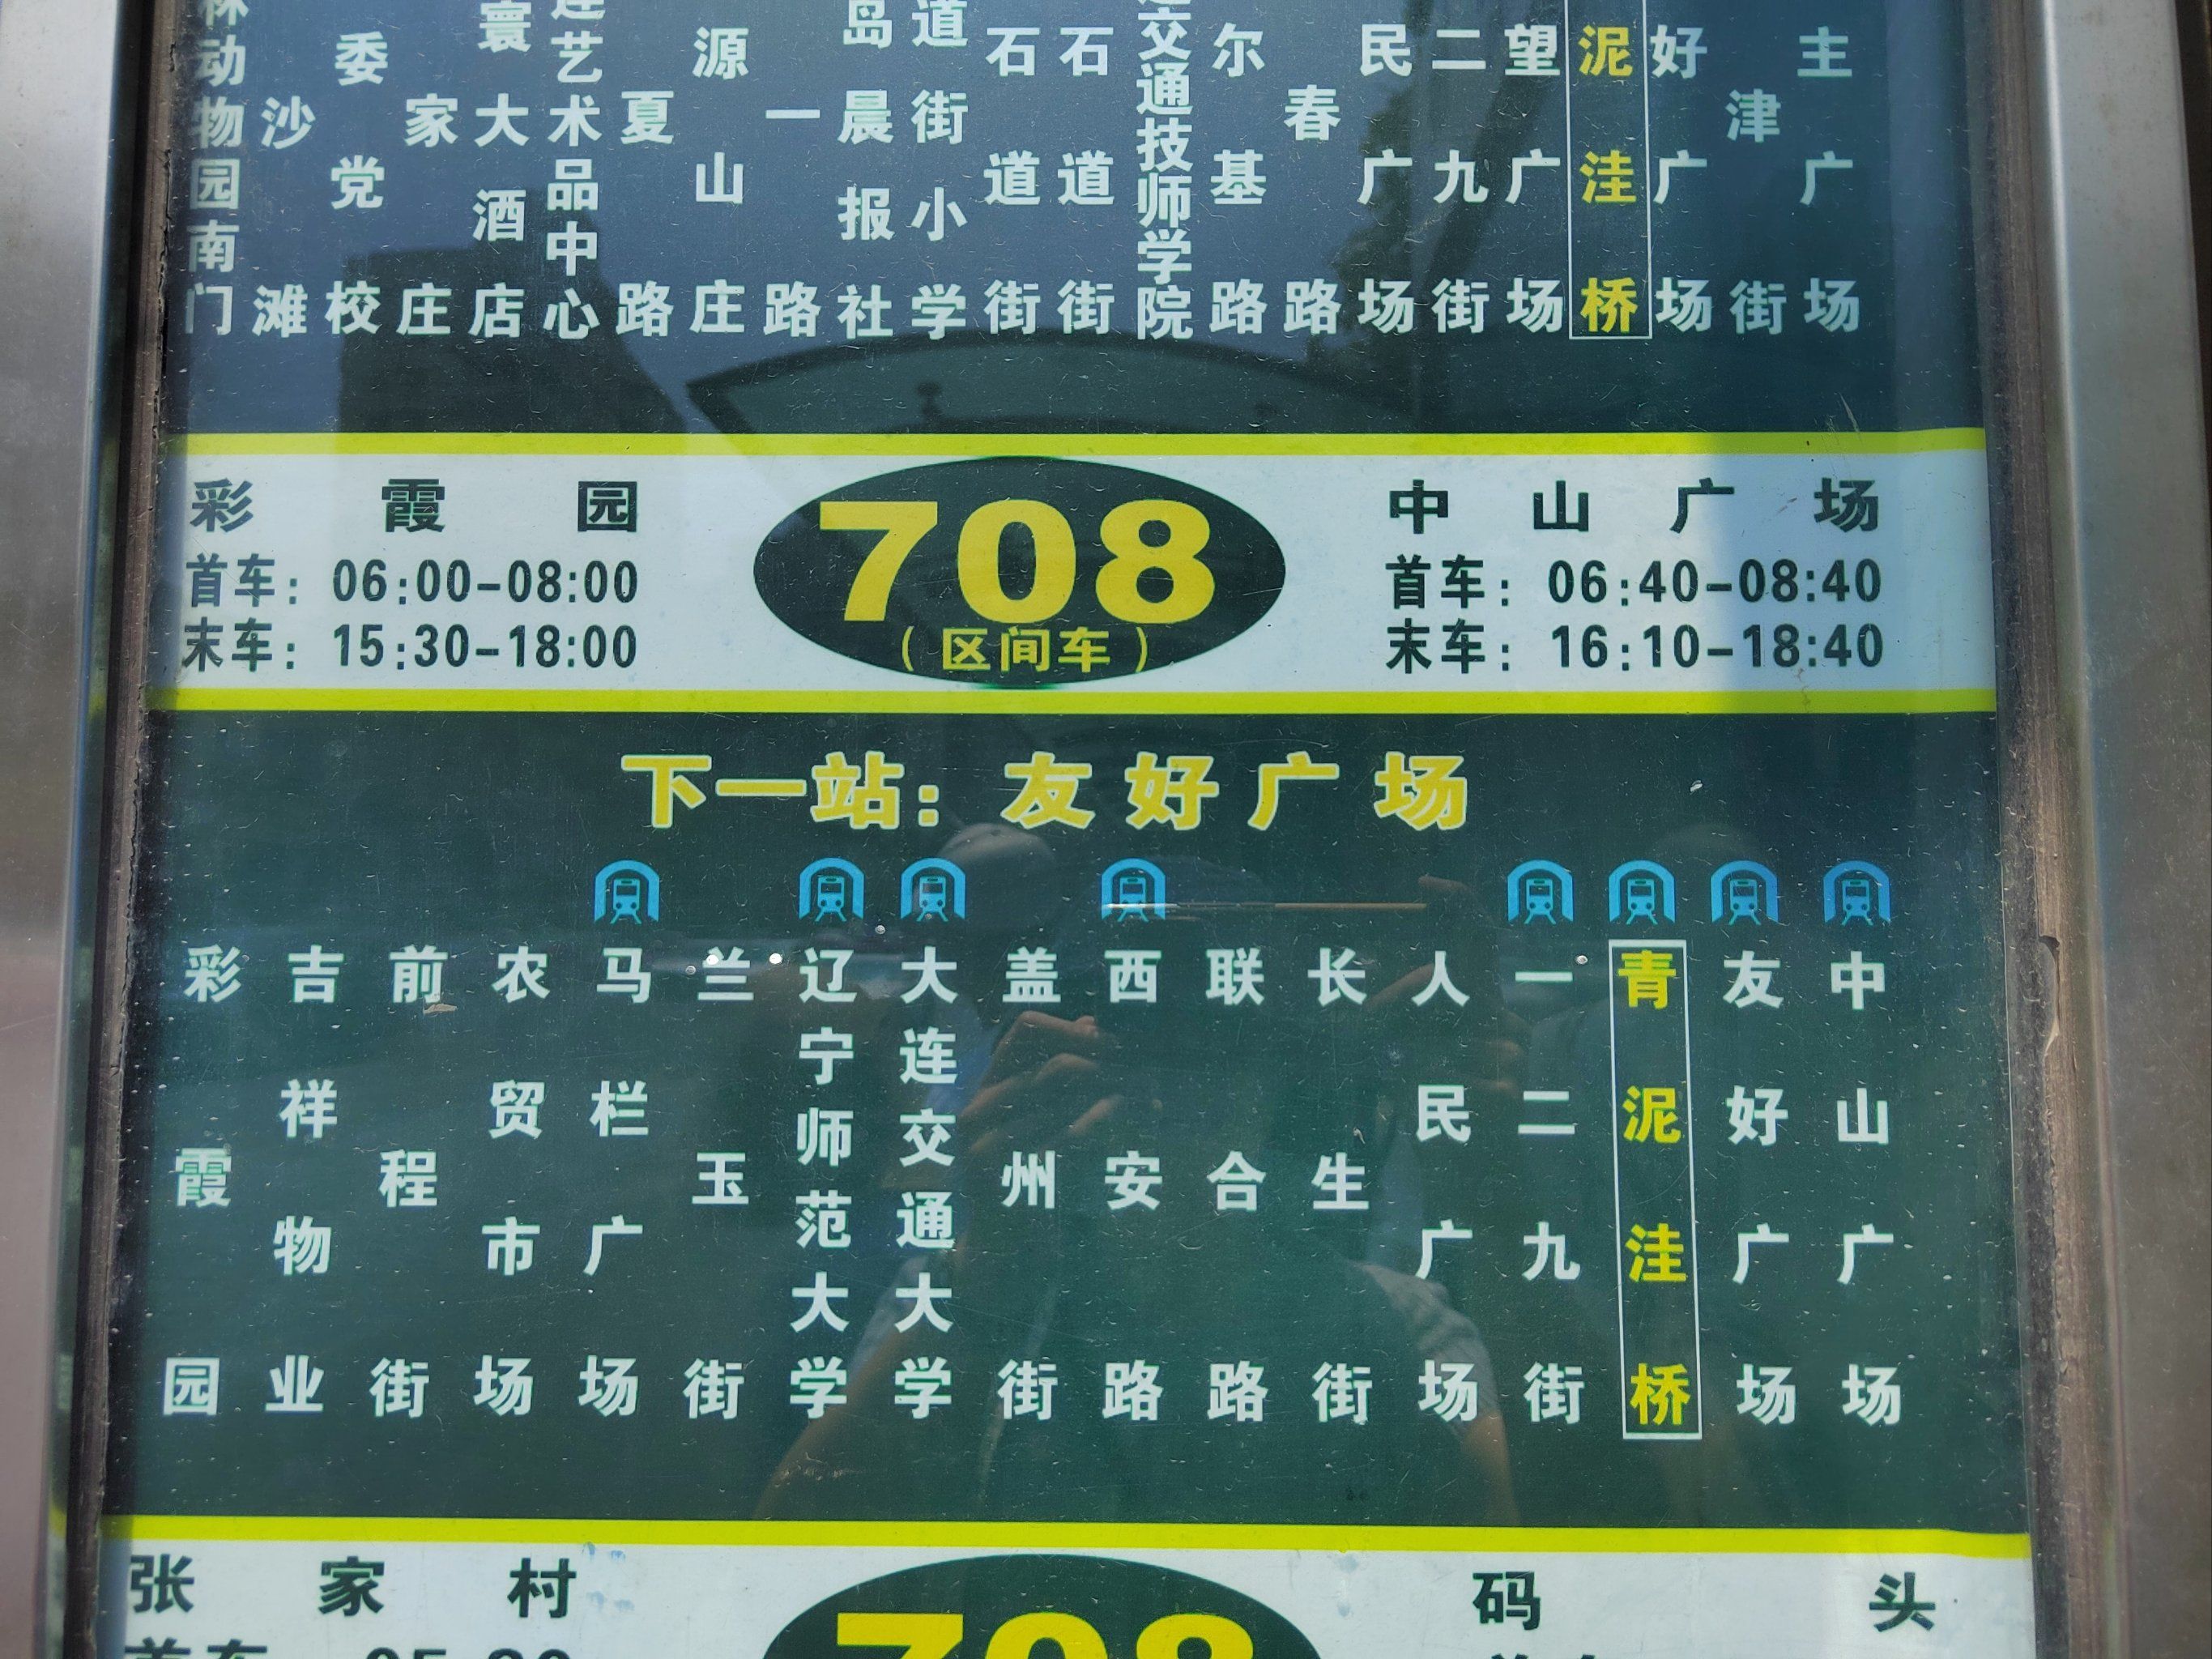 动物园南门
沙滩
委党校
家庄
寰大酒店
艺术品中心
夏路
源山庄
一路
岛晨报社
道街小学
石道街
石道街
交通技师学院
尔基路
春路
民广场
二九街
望广场
泥洼桥
好广场
津街
主广场
彩霞园
首车：06:00-08:00
末车：15:30-18:00
708
（区间车）
中山广场
首车：06:40-08:40
末车：16:10-18:40
下一站：友好广场
彩霞园
吉祥物业
前程街
农贸市场
马栏广场
兰玉街
辽宁师范大学
大连交通大学
盖州街
西安路
联合路
长生街
人民广场
一二九街
青泥洼桥
友好广场
中山广场
张家村
708
码头